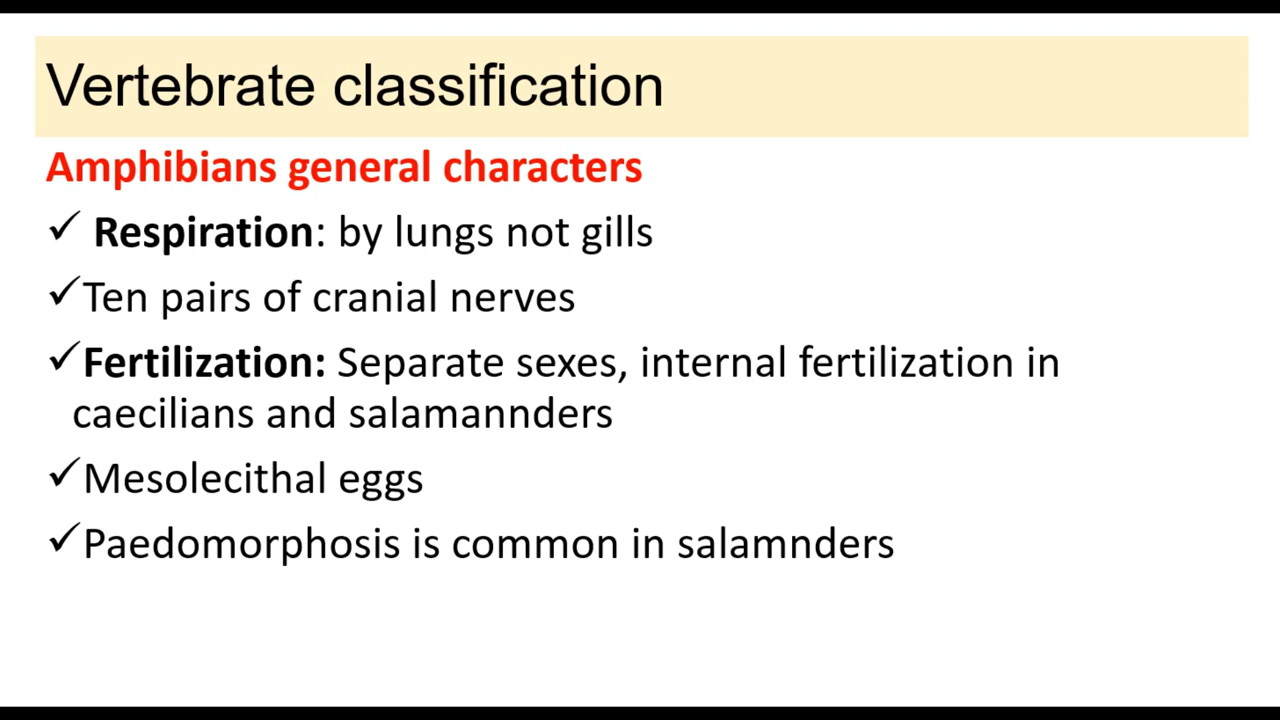 Vertebrate classification
Amphibians general characters
✓ Respiration: by lungs not gills
✓Ten pairs of cranial nerves
✓Fertilization: Separate sexes, internal fertilization in
caecilians and salamannders
✓Mesolecithal eggs
✓Paedomorphosis is common in salamnders